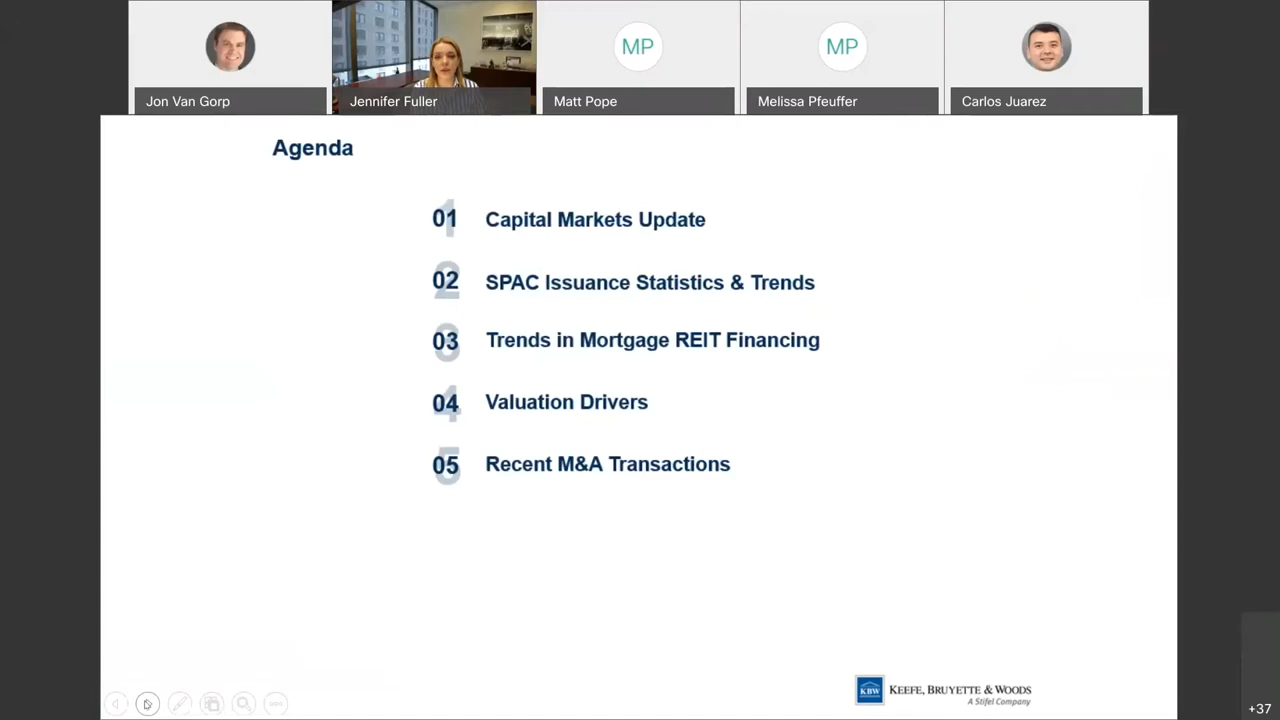 MP
MP
Jon Van Gorp
Jennifer Fuller
Matt Pope
Melissa Pfeuffer
Carlos Juarez
Agenda
01 Capital Markets Update
02 SPAC Issuance Statistics & Trends
03 Trends in Mortgage REIT Financing
04 Valuation Drivers
05 Recent M&A Transactions
KBW KEEFE, BRUYETTE & WOODS
A Stifel Company
+37